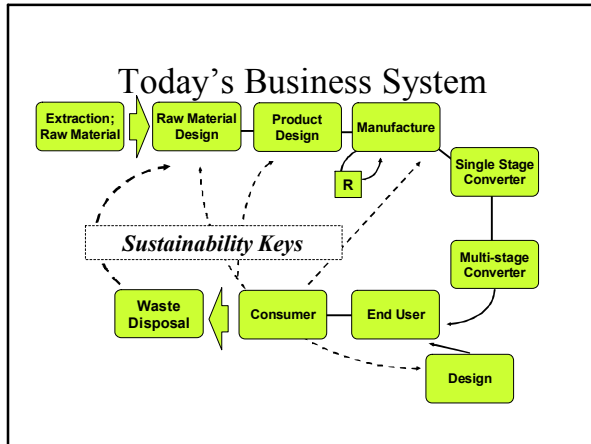 Today's Business System
Extraction;
Raw Material
Raw Material
Design
Product
Design
Manufacture
R
Single Stage
Converter
Sustainability Keys
Multi-stage
Converter
Waste
Disposal
Consumer
End User
Design